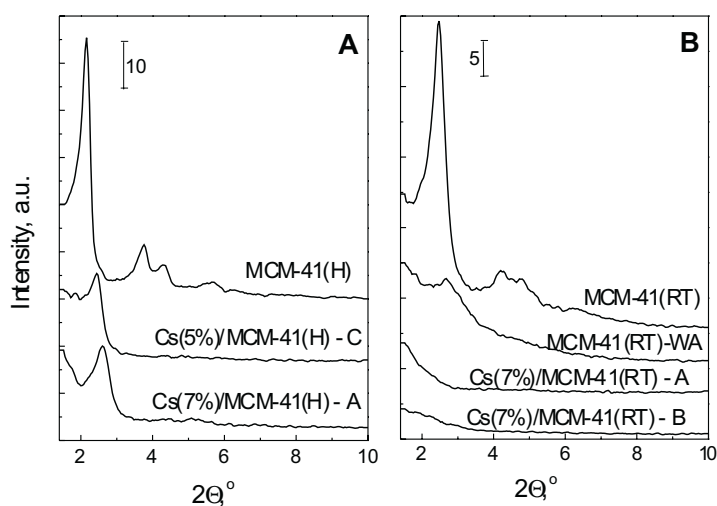 Intensity, a.u.
A
10
MCM-41(H)
Cs(5%)/MCM-41(H) - C
Cs(7%)/MCM-41(H) - A
2 4 6 8 10
2Θ,°
B
5
MCM-41(RT)
MCM-41(RT)-WA
Cs(7%)/MCM-41(RT) - A
Cs(7%)/MCM-41(RT) - B
2 4 6 8 10
2Θ,°